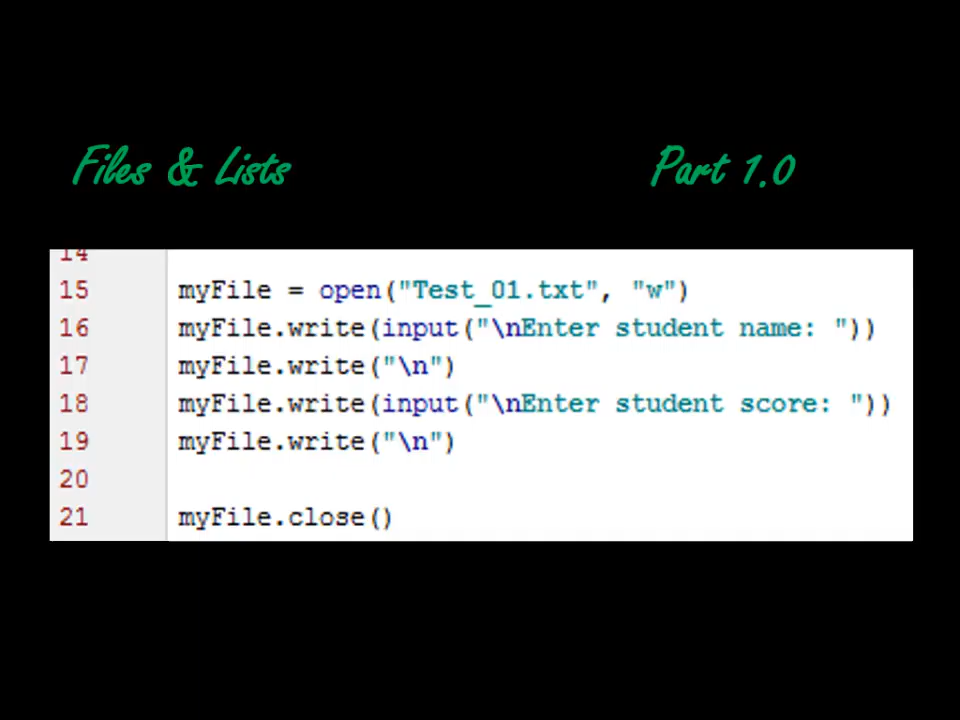 Files & Lists Part 1.0
14
15 myFile = open("Test_01.txt", "w")
16 myFile.write(input("\nEnter student name: "))
17 myFile.write("\n")
18 myFile.write(input("\nEnter student score: "))
19 myFile.write("\n")
20
21 myFile.close()